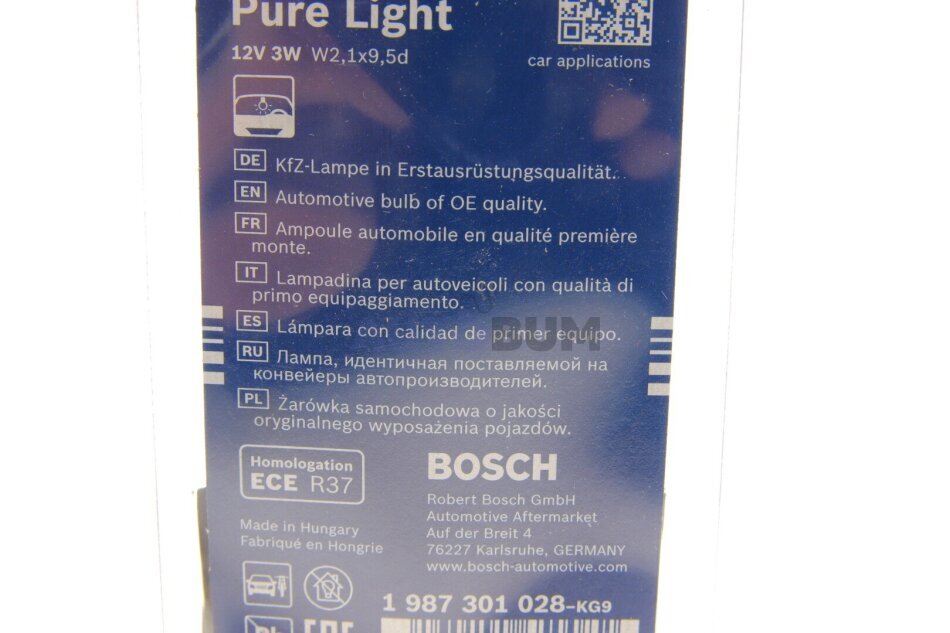 Pure Light
12V 3W W2,1x9,5d
car applications
DE KfZ-Lampe in Erstausrüstungsqualität.
EN Automotive bulb of OE quality.
FR Ampoule automobile en qualité première
monte.
IT Lampadina per autoveicoli con qualità di
primo equipaggiamento.
ES Lámpara con calidad de primer equipo.
BUM
RU Лампа, идентичная поставляемой на
конвейеры автопроизводителей.
PL Żarówka samochodowa o jakości
oryginalnego wyposażenia pojazdów.
Homologation
ECE R37
BOSCH
Robert Bosch GmbH
Automotive Aftermarket
Auf der Breit 4
76227 Karlsruhe, GERMANY
www.bosch-automotive.com
Made in Hungary
Fabriqué en Hongrie
1 987 301 028-KG9